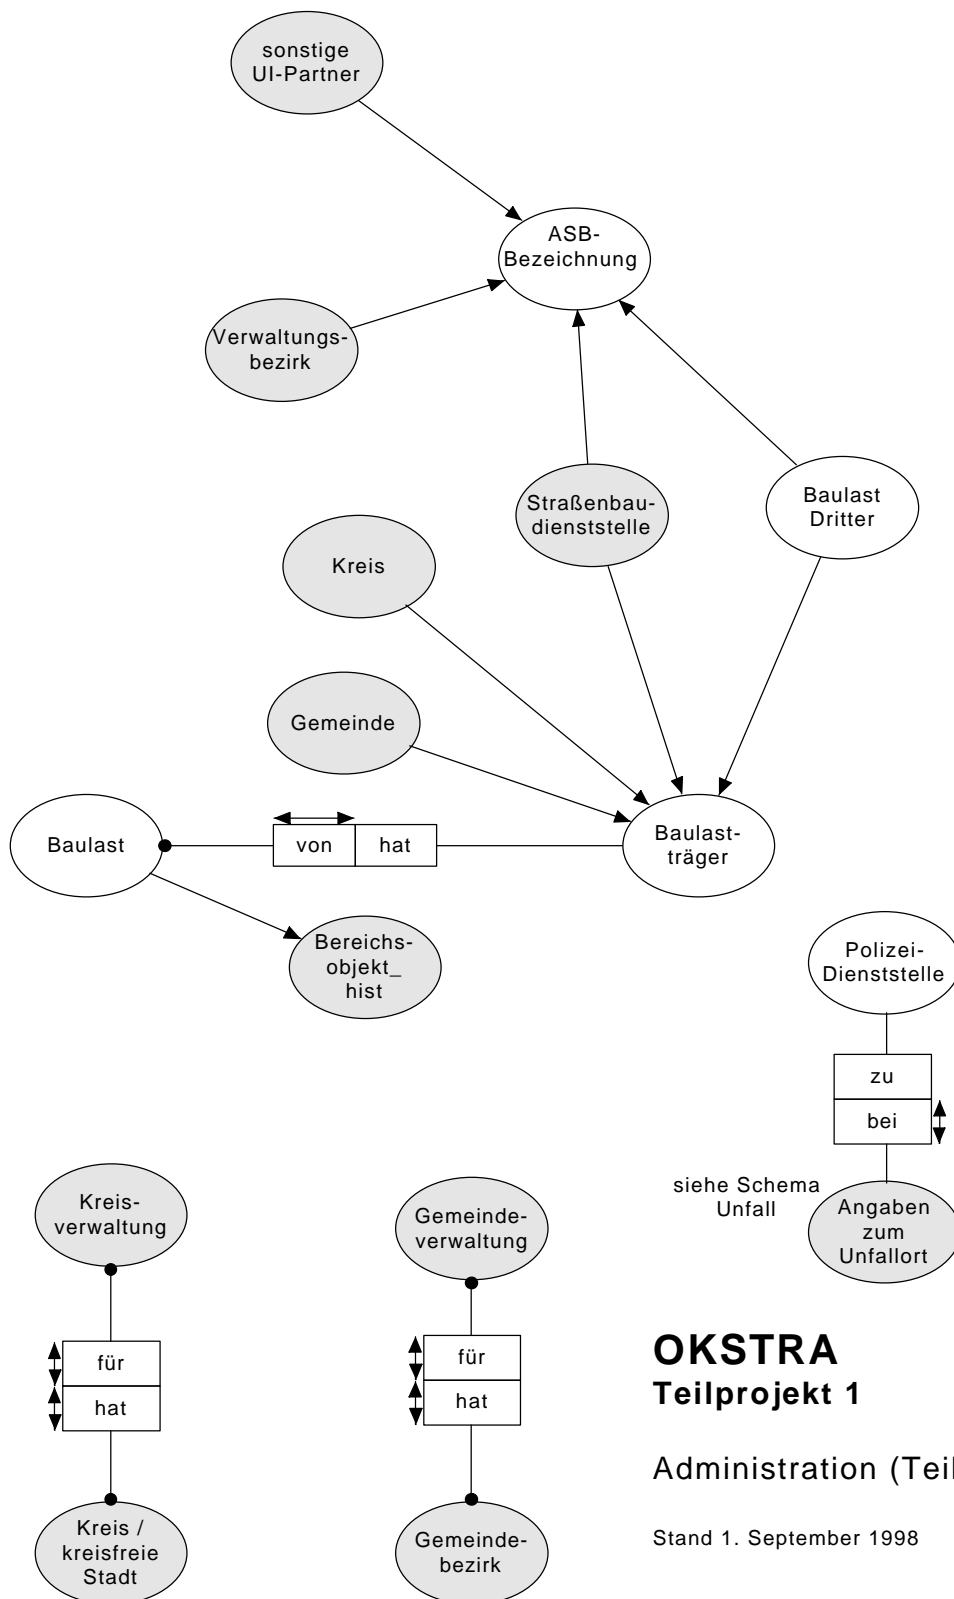 sonstige
UI-Partner
ASB-
Bezeichnung
Verwaltungs-
bezirk
Straßenbau-
dienststelle
Baulast
Dritter
Kreis
Gemeinde
Baulast
von
hat
Baulast-
träger
Bereichs-
objekt_
hist
Polizei-
Dienststelle
zu
bei
siehe Schema
Unfall
Angaben
zum
Unfallort
Kreis-
verwaltung
für
hat
Kreis /
kreisfreie
Stadt
Gemeinde-
verwaltung
für
hat
Gemeinde-
bezirk
OKSTRA
Teilprojekt 1
Administration (Teil
Stand 1. September 1998